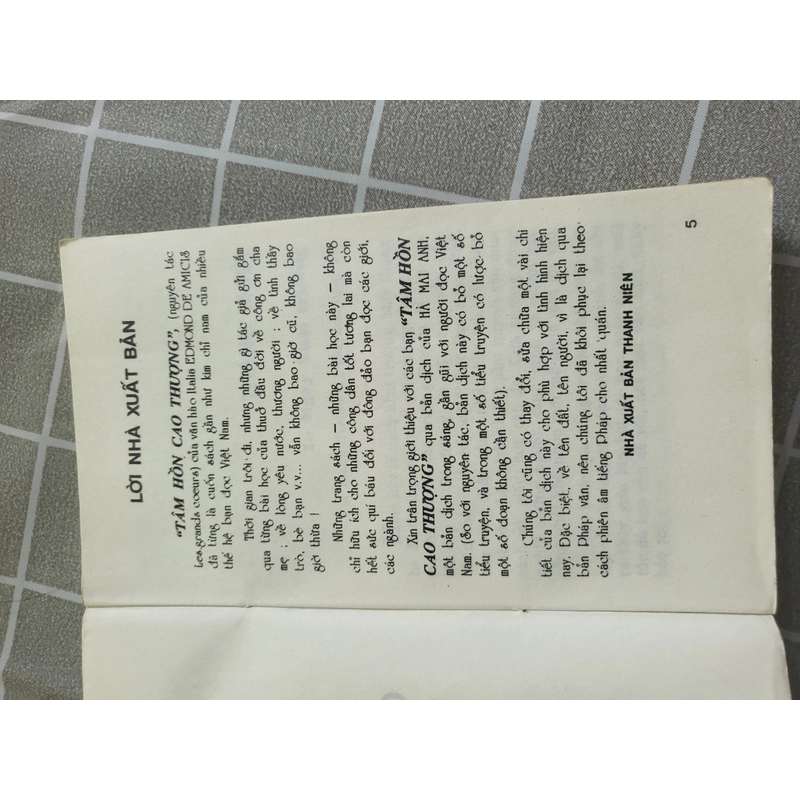 LỜI NHÀ XUẤT BẢN
"TÂM HỒN CAO THƯỢNG", (nguyên tác
Les grands coeurs) của văn hào Italia EDMOND DE AMICIS
đã từng là cuốn sách gần như kim chỉ nam của nhiều
thế hệ bạn đọc Việt Nam.
Thời gian trôi đi, nhưng những gì tác giả gửi gắm
qua từng bài học của thuở đầu đời về công ơn cha
mẹ ; về lòng yêu nước, thương người ; về tình thầy
trò, bè bạn v.v... vẫn không bao giờ cũ, không bao
giờ thừa !
Những trang sách – những bài học này – không
chỉ hữu ích cho những công dân tốt tương lai mà còn
hết sức quí báu đối với đông đảo bạn đọc các giới,
các ngành.
Xin trân trọng giới thiệu với các bạn "TÂM HỒN
CAO THƯỢNG" qua bản dịch của HÀ MAI ANH,
một bản dịch trong sáng, gần gũi với người đọc Việt
Nam. (So với nguyên tác, bản dịch này có bỏ một số
tiểu truyện, và trong một số tiểu truyện có lược bỏ
một số đoạn không cần thiết).
Chúng tôi cũng có thay đổi, sửa chữa một vài chi
tiết của bản dịch này cho phù hợp với tình hình hiện
nay. Đặc biệt, về tên đất, tên người, vì là dịch qua
bản Pháp văn, nên chúng tôi đã khôi phục lại theo
cách phiên âm tiếng Pháp cho nhất quán.
NHÀ XUẤT BẢN THANH NIÊN
5